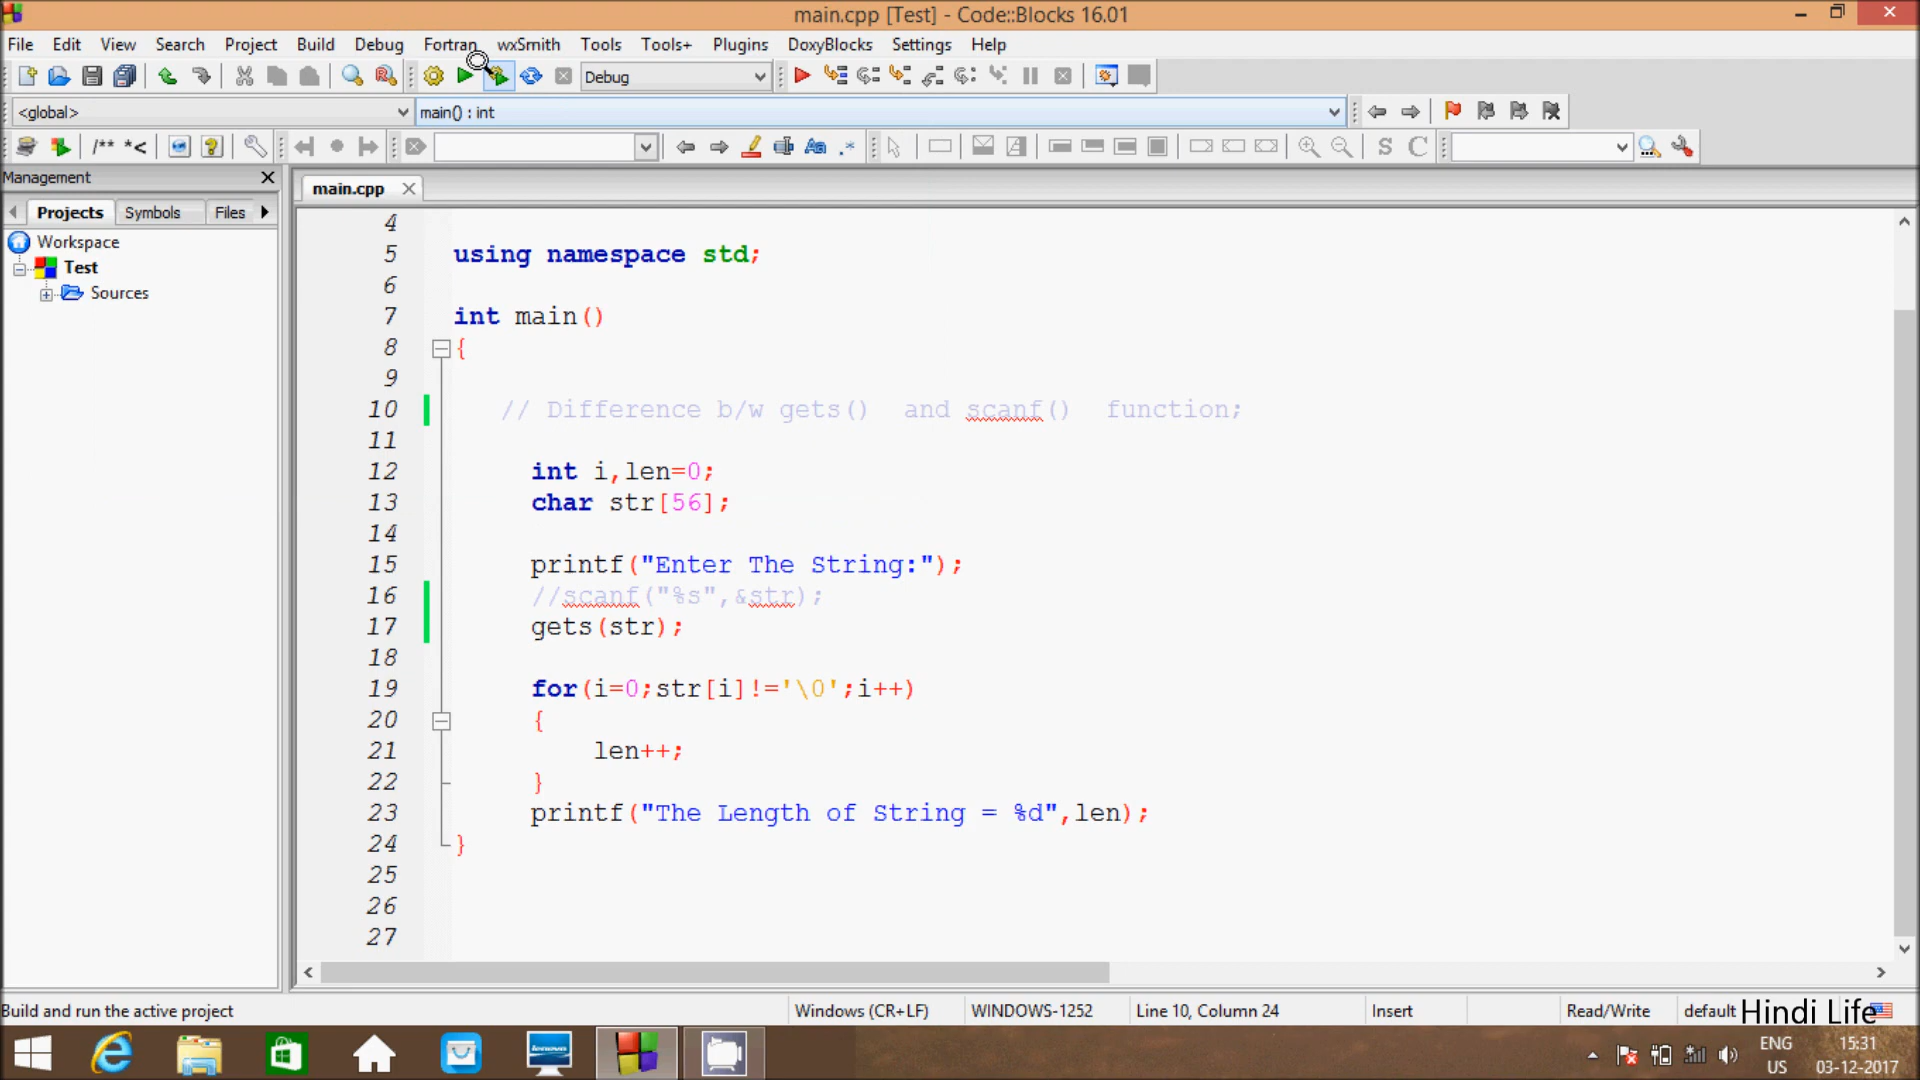 main.cpp [Test] - Code::Blocks 16.01
File Edit View Search Project Build Debug Fortran wxSmith Tools Tools+ Plugins DoxyBlocks Settings Help
Debug
<global> main() : int
/** *<
Management
main.cpp
Projects Symbols Files
Workspace
Test
Sources
4
5 using namespace std;
6
7 int main()
8 {
9
10 // Difference b/w gets() and scanf() function;
11
12 int i,len=0;
13 char str[56];
14
15 printf("Enter The String:");
16 //scanf("%s",&str);
17 gets(str);
18
19 for(i=0;str[i]!='\0';i++)
20 {
21 len++;
22 }
23 printf("The Length of String = %d",len);
24 }
25
26
27
Build and run the active project Windows (CR+LF) WINDOWS-1252 Line 10, Column 24 Insert Read/Write default Hindi Life
ENG 15:31
US 03-12-2017